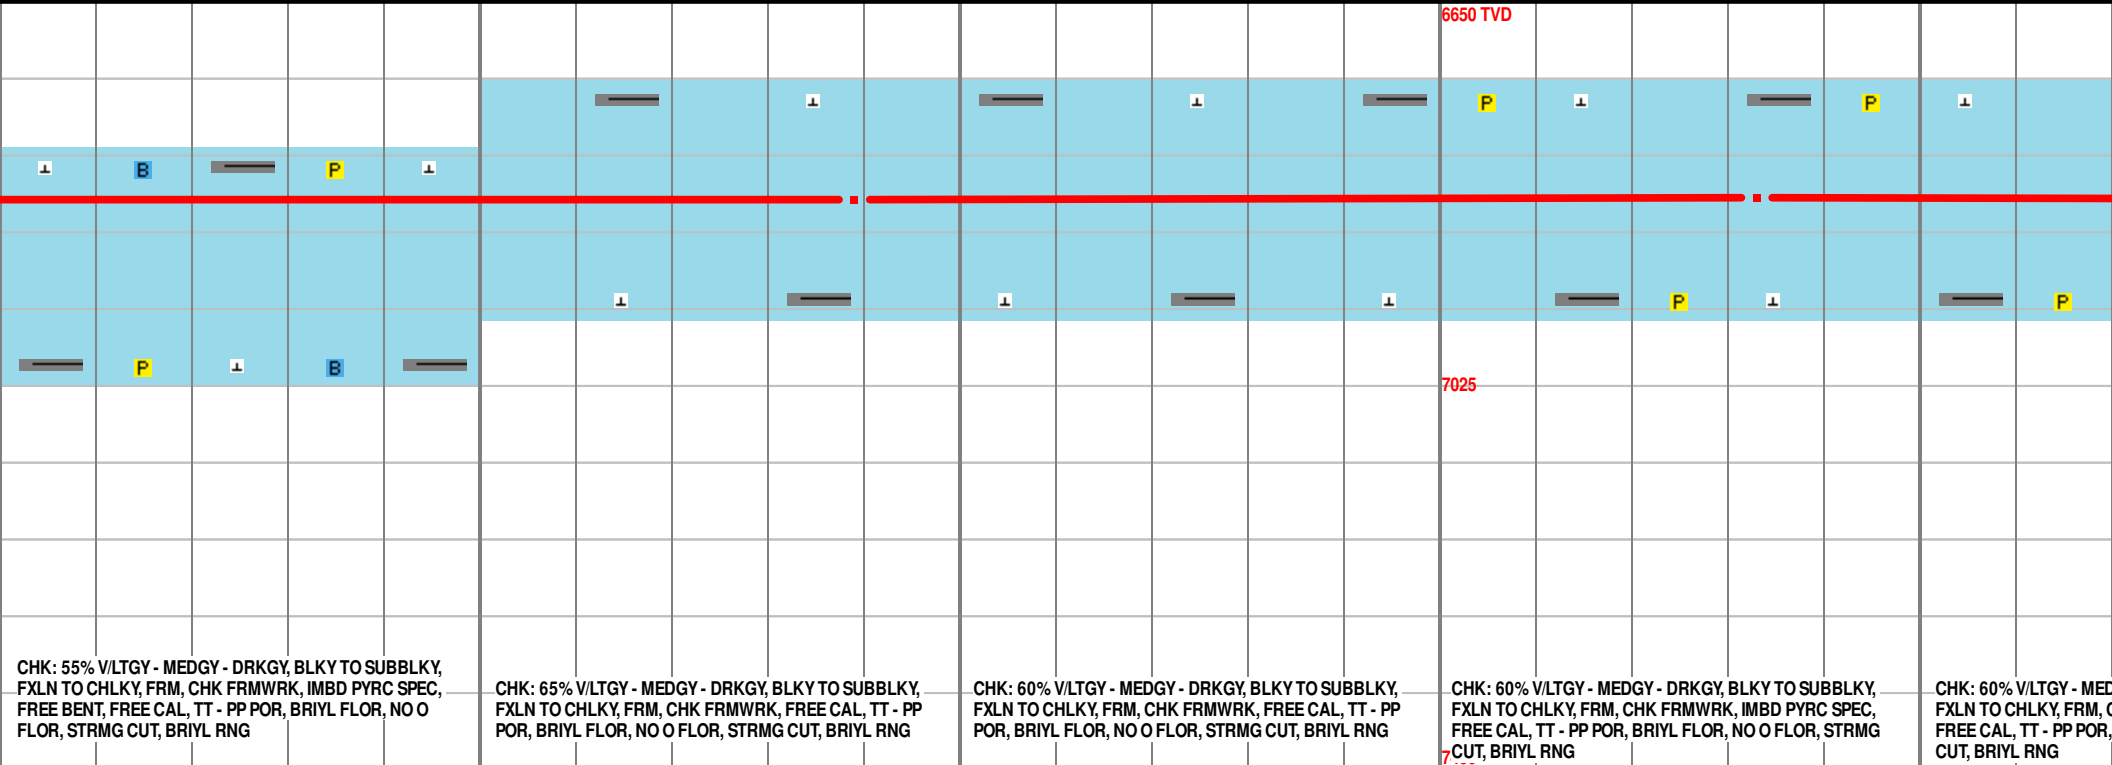 6650 TVD
P
P
B
P
P
P
P
B
7025
CHK: 55% V/LTGY - MEDGY - DRKGY, BLKY TO SUBBLKY,
FXLN TO CHLKY, FRM, CHK FRMWRK, IMBD PYRC SPEC,
FREE BENT, FREE CAL, TT - PP POR, BRIYL FLOR, NO O
FLOR, STRMG CUT, BRIYL RNG
CHK: 65% V/LTGY - MEDGY - DRKGY, BLKY TO SUBBLKY,
FXLN TO CHLKY, FRM, CHK FRMWRK, FREE CAL, TT - PP
POR, BRIYL FLOR, NO O FLOR, STRMG CUT, BRIYL RNG
CHK: 60% V/LTGY - MEDGY - DRKGY, BLKY TO SUBBLKY,
FXLN TO CHLKY, FRM, CHK FRMWRK, FREE CAL, TT - PP
POR, BRIYL FLOR, NO O FLOR, STRMG CUT, BRIYL RNG
CHK: 60% V/LTGY - MEDGY - DRKGY, BLKY TO SUBBLKY,
FXLN TO CHLKY, FRM, CHK FRMWRK, IMBD PYRC SPEC,
FREE CAL, TT - PP POR, BRIYL FLOR, NO O FLOR, STRMG
CUT, BRIYL RNG
CHK: 60% V/LTGY - MED
FXLN TO CHLKY, FRM,
FREE CAL, TT - PP POR,
CUT, BRIYL RNG